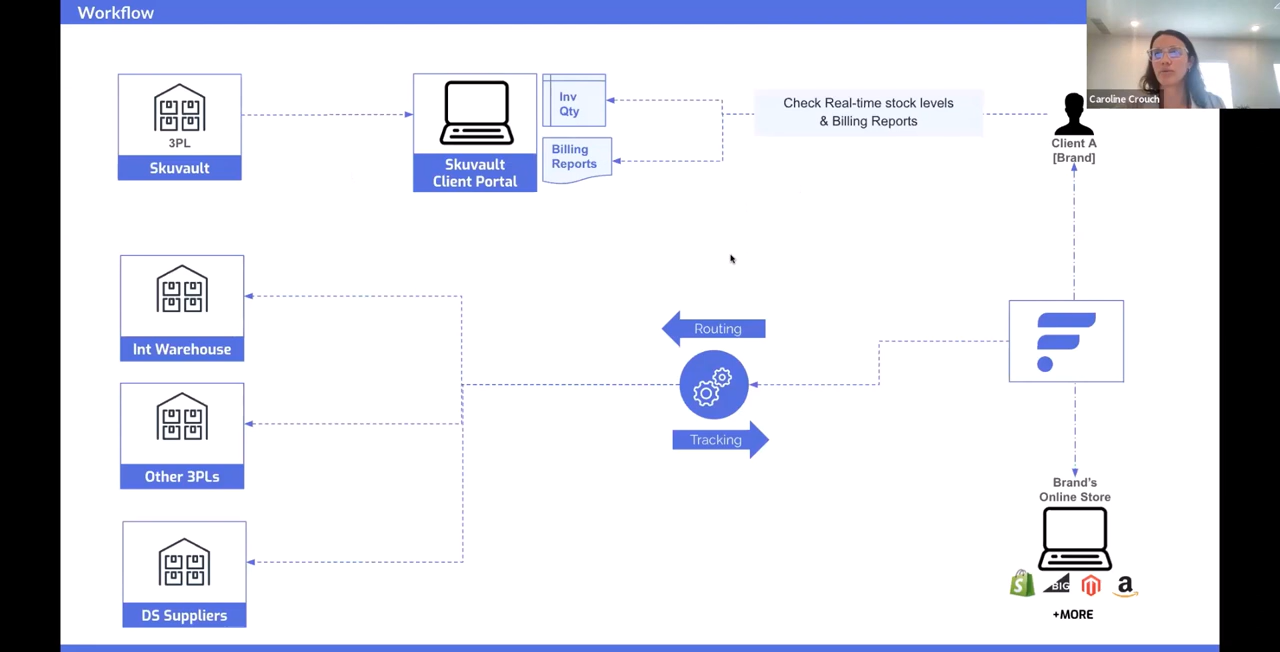 Workflow
Caroline Crouch
3PL
Skuvault
Skuvault
Client Portal
Inv
Qty
Billing
Reports
Check Real-time stock levels
& Billing Reports
Client A
[Brand]
Int Warehouse
Other 3PLs
DS Suppliers
Routing
Tracking
Brand's
Online Store
BIG
a
+MORE